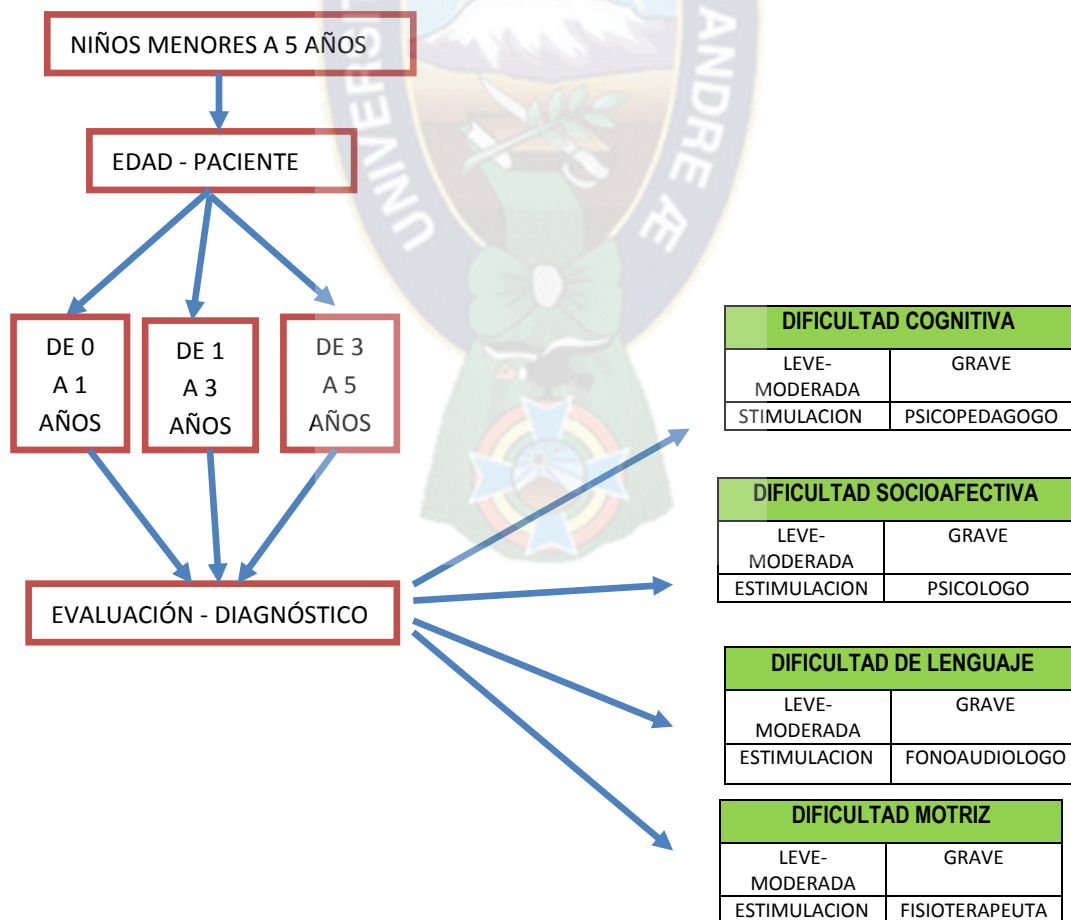 NIÑOS MENORES A 5 AÑOS
EDAD - PACIENTE
DE 0
A 1
AÑOS
DE 1
A 3
AÑOS
DE 3
A 5
AÑOS
EVALUACIÓN - DIAGNÓSTICO
DIFICULTAD COGNITIVA
LEVE-
MODERADA
GRAVE
STIMULACION
PSICOPEDAGOGO
DIFICULTAD SOCIOAFECTIVA
LEVE-
MODERADA
GRAVE
ESTIMULACION
PSICOLOGO
DIFICULTAD DE LENGUAJE
LEVE-
MODERADA
GRAVE
ESTIMULACION
FONOAUDIOLOGO
DIFICULTAD MOTRIZ
LEVE-
MODERADA
GRAVE
ESTIMULACION
FISIOTERAPEUTA
UNIVERSIT
ANDRE Æ